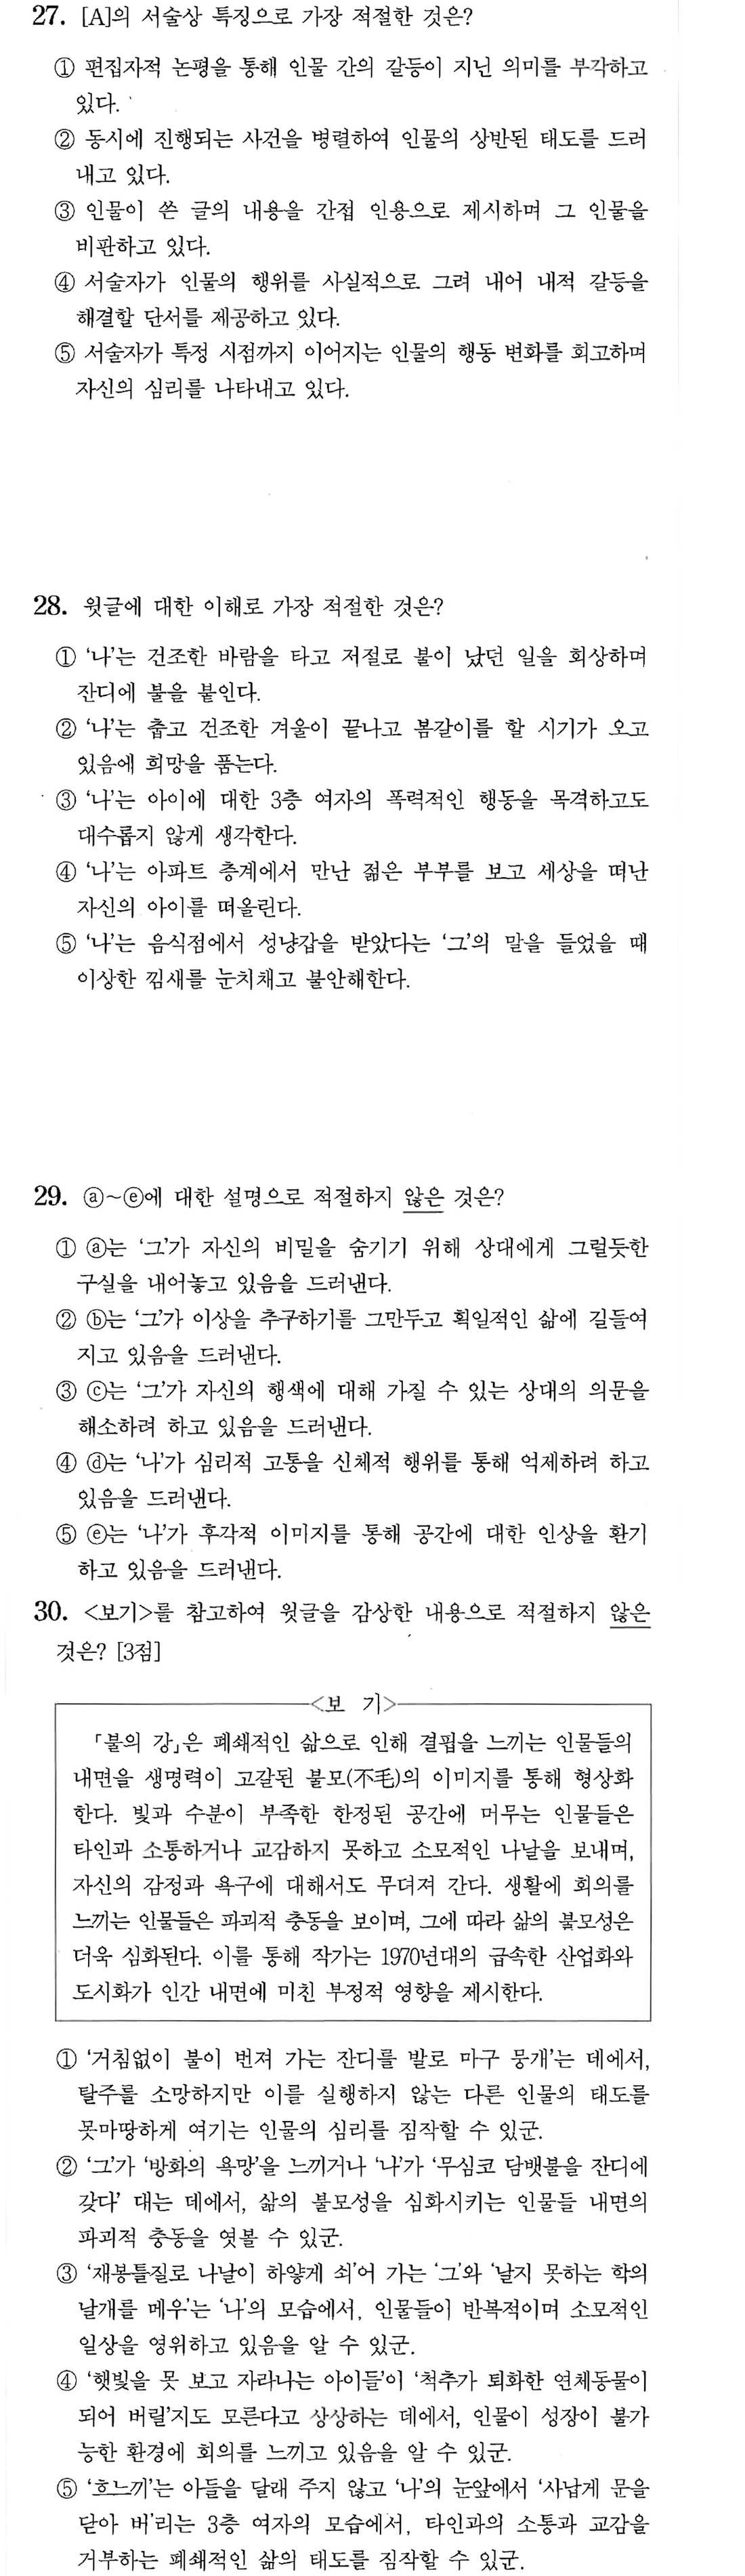 27. [A]의 서술상 특징으로 가장 적절한 것은?
① 편집자적 논평을 통해 인물 간의 갈등이 지닌 의미를 부각하고
있다.
② 동시에 진행되는 사건을 병렬하여 인물의 상반된 태도를 드러
내고 있다.
③ 인물이 쓴 글의 내용을 간접 인용으로 제시하며 그 인물을
비판하고 있다.
④ 서술자가 인물의 행위를 사실적으로 그려 내어 내적 갈등을
해결할 단서를 제공하고 있다.
⑤ 서술자가 특정 시점까지 이어지는 인물의 행동 변화를 회고하며
자신의 심리를 나타내고 있다.
28. 윗글에 대한 이해로 가장 적절한 것은?
① ‘나’는 건조한 바람을 타고 저절로 불이 났던 일을 회상하며
잔디에 불을 붙인다.
② ‘나’는 춥고 건조한 겨울이 끝나고 봄갈이를 할 시기가 오고
있음에 희망을 품는다.
③ ‘나’는 아이에 대한 3층 여자의 폭력적인 행동을 목격하고도
대수롭지 않게 생각한다.
④ ‘나’는 아파트 층계에서 만난 젊은 부부를 보고 세상을 떠난
자신의 아이를 떠올린다.
⑤ ‘나’는 음식점에서 성냥갑을 받았다는 ‘그’의 말을 들었을 때
이상한 낌새를 눈치채고 불안해한다.
29. ⓐ~ⓔ에 대한 설명으로 적절하지 않은 것은?
① ⓐ는 ‘그’가 자신의 비밀을 숨기기 위해 상대에게 그럴듯한
구실을 내어놓고 있음을 드러낸다.
② ⓑ는 ‘그’가 이상을 추구하기를 그만두고 획일적인 삶에 길들여
지고 있음을 드러낸다.
③ ⓒ는 ‘그’가 자신의 행색에 대해 가질 수 있는 상대의 의문을
해소하려 하고 있음을 드러낸다.
④ ⓓ는 ‘나’가 심리적 고통을 신체적 행위를 통해 억제하려 하고
있음을 드러낸다.
⑤ ⓔ는 ‘나’가 후각적 이미지를 통해 공간에 대한 인상을 환기
하고 있음을 드러낸다.
30. <보기>를 참고하여 윗글을 감상한 내용으로 적절하지 않은
것은? [3점]
<보 기>
「불의 강」은 폐쇄적인 삶으로 인해 결핍을 느끼는 인물들의
내면을 생명력이 고갈된 불모(不毛)의 이미지를 통해 형상화
한다. 빛과 수분이 부족한 한정된 공간에 머무는 인물들은
타인과 소통하거나 교감하지 못하고 소모적인 나날을 보내며,
자신의 감정과 욕구에 대해서도 무뎌져 간다. 생활에 회의를
느끼는 인물들은 파괴적 충동을 보이며, 그에 따라 삶의 불모성은
더욱 심화된다. 이를 통해 작가는 1970년대의 급속한 산업화와
도시화가 인간 내면에 미친 부정적 영향을 제시한다.
① ‘거침없이 불이 번져 가는 잔디를 발로 마구 뭉개’는 데에서,
탈주를 소망하지만 이를 실행하지 않는 다른 인물의 태도를
못마땅하게 여기는 인물의 심리를 짐작할 수 있군.
② ‘그’가 ‘방화의 욕망’을 느끼거나 ‘나’가 ‘무심코 담뱃불을 잔디에
갖다’ 대는 데에서, 삶의 불모성을 심화시키는 인물들 내면의
파괴적 충동을 엿볼 수 있군.
③ ‘재봉틀질로 나날이 하얗게 쇠’어 가는 ‘그’와 ‘날지 못하는 학의
날개를 메우’는 ‘나’의 모습에서, 인물들이 반복적이며 소모적인
일상을 영위하고 있음을 알 수 있군.
④ ‘햇빛을 못 보고 자라나는 아이들’이 ‘척추가 퇴화한 연체동물이
되어 버릴’지도 모른다고 상상하는 데에서, 인물이 성장이 불가
능한 환경에 회의를 느끼고 있음을 알 수 있군.
⑤ ‘흐느끼’는 아들을 달래 주지 않고 ‘나’의 눈앞에서 ‘사납게 문을
닫아 버’리는 3층 여자의 모습에서, 타인과의 소통과 교감을
거부하는 폐쇄적인 삶의 태도를 짐작할 수 있군.